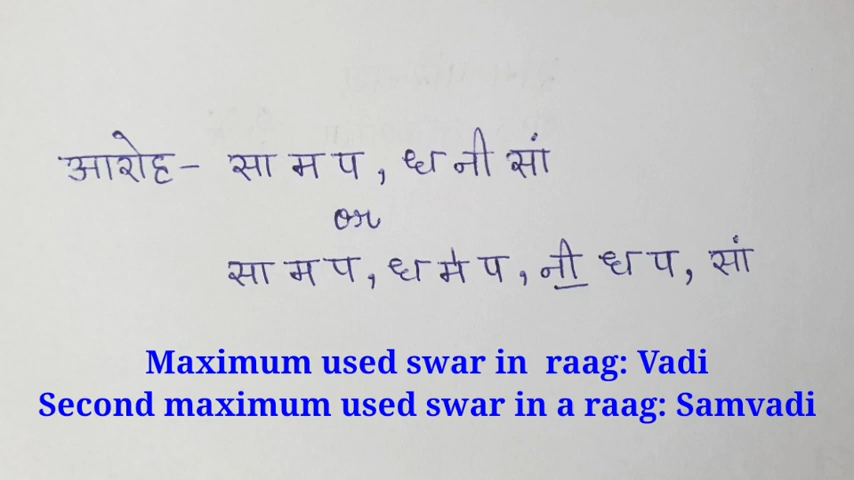 आरोह- सा म प, ध नी सां
or
सा म प, ध म॑ प, नी॒ ध प, सां
Maximum used swar in raag: Vadi
Second maximum used swar in a raag: Samvadi